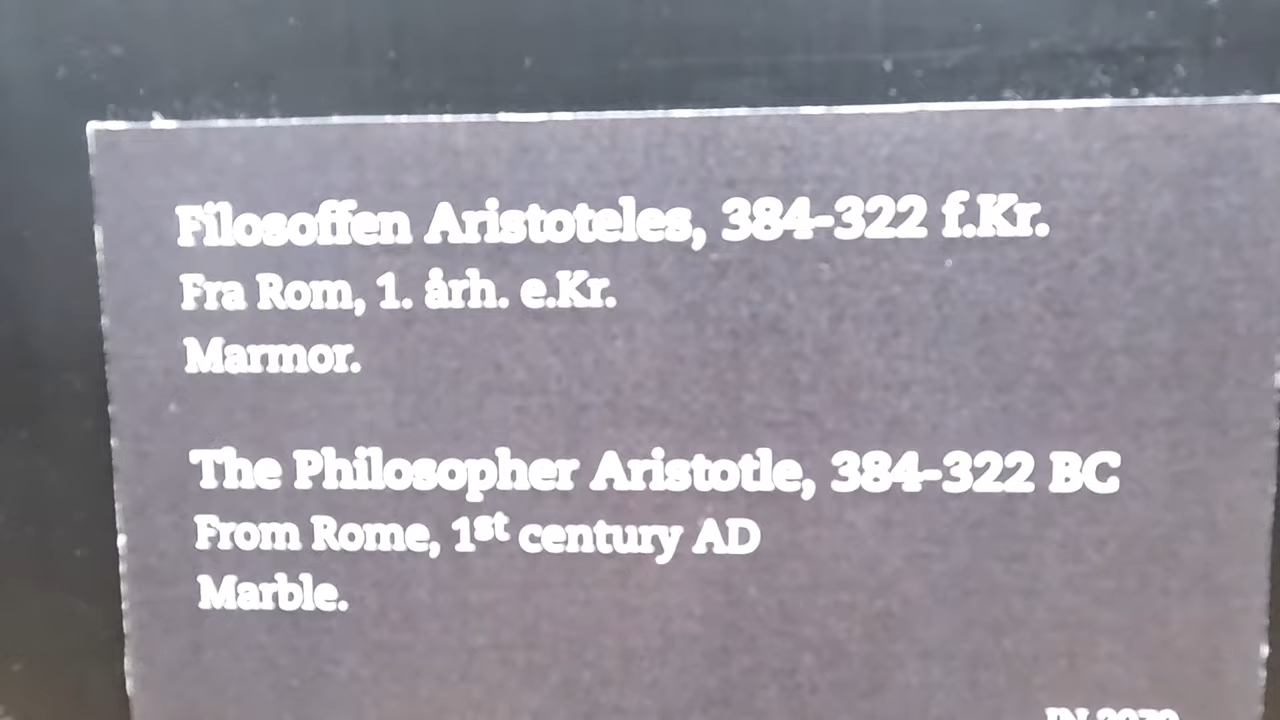 Filosoffen Aristoteles, 384-322 f.Kr.
Fra Rom, 1. årh. e.Kr.
Marmor.
The Philosopher Aristotle, 384-322 BC
From Rome, 1st century AD
Marble.
IN